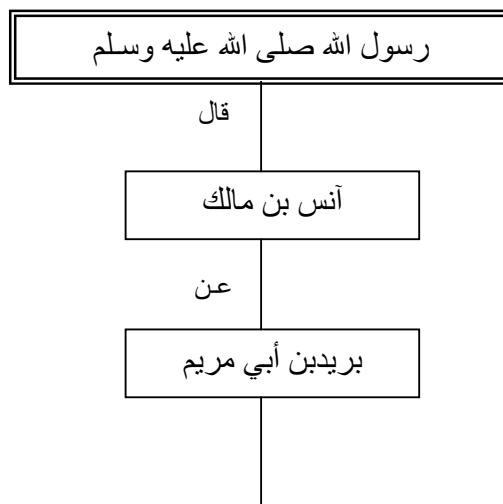 رسول الله صلى الله عليه وسلم
قال
آنس بن مالك
عن
بريدبن أبي مريم